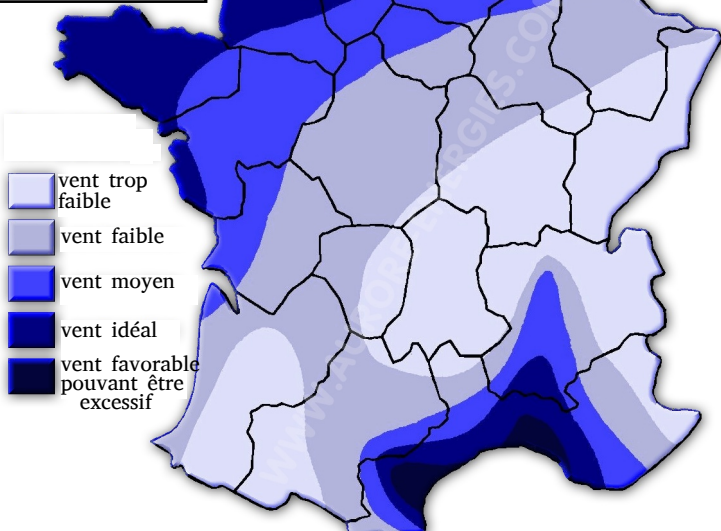 vent trop
faible
vent faible
vent moyen
vent idéal
vent favorable
pouvant être
excessif